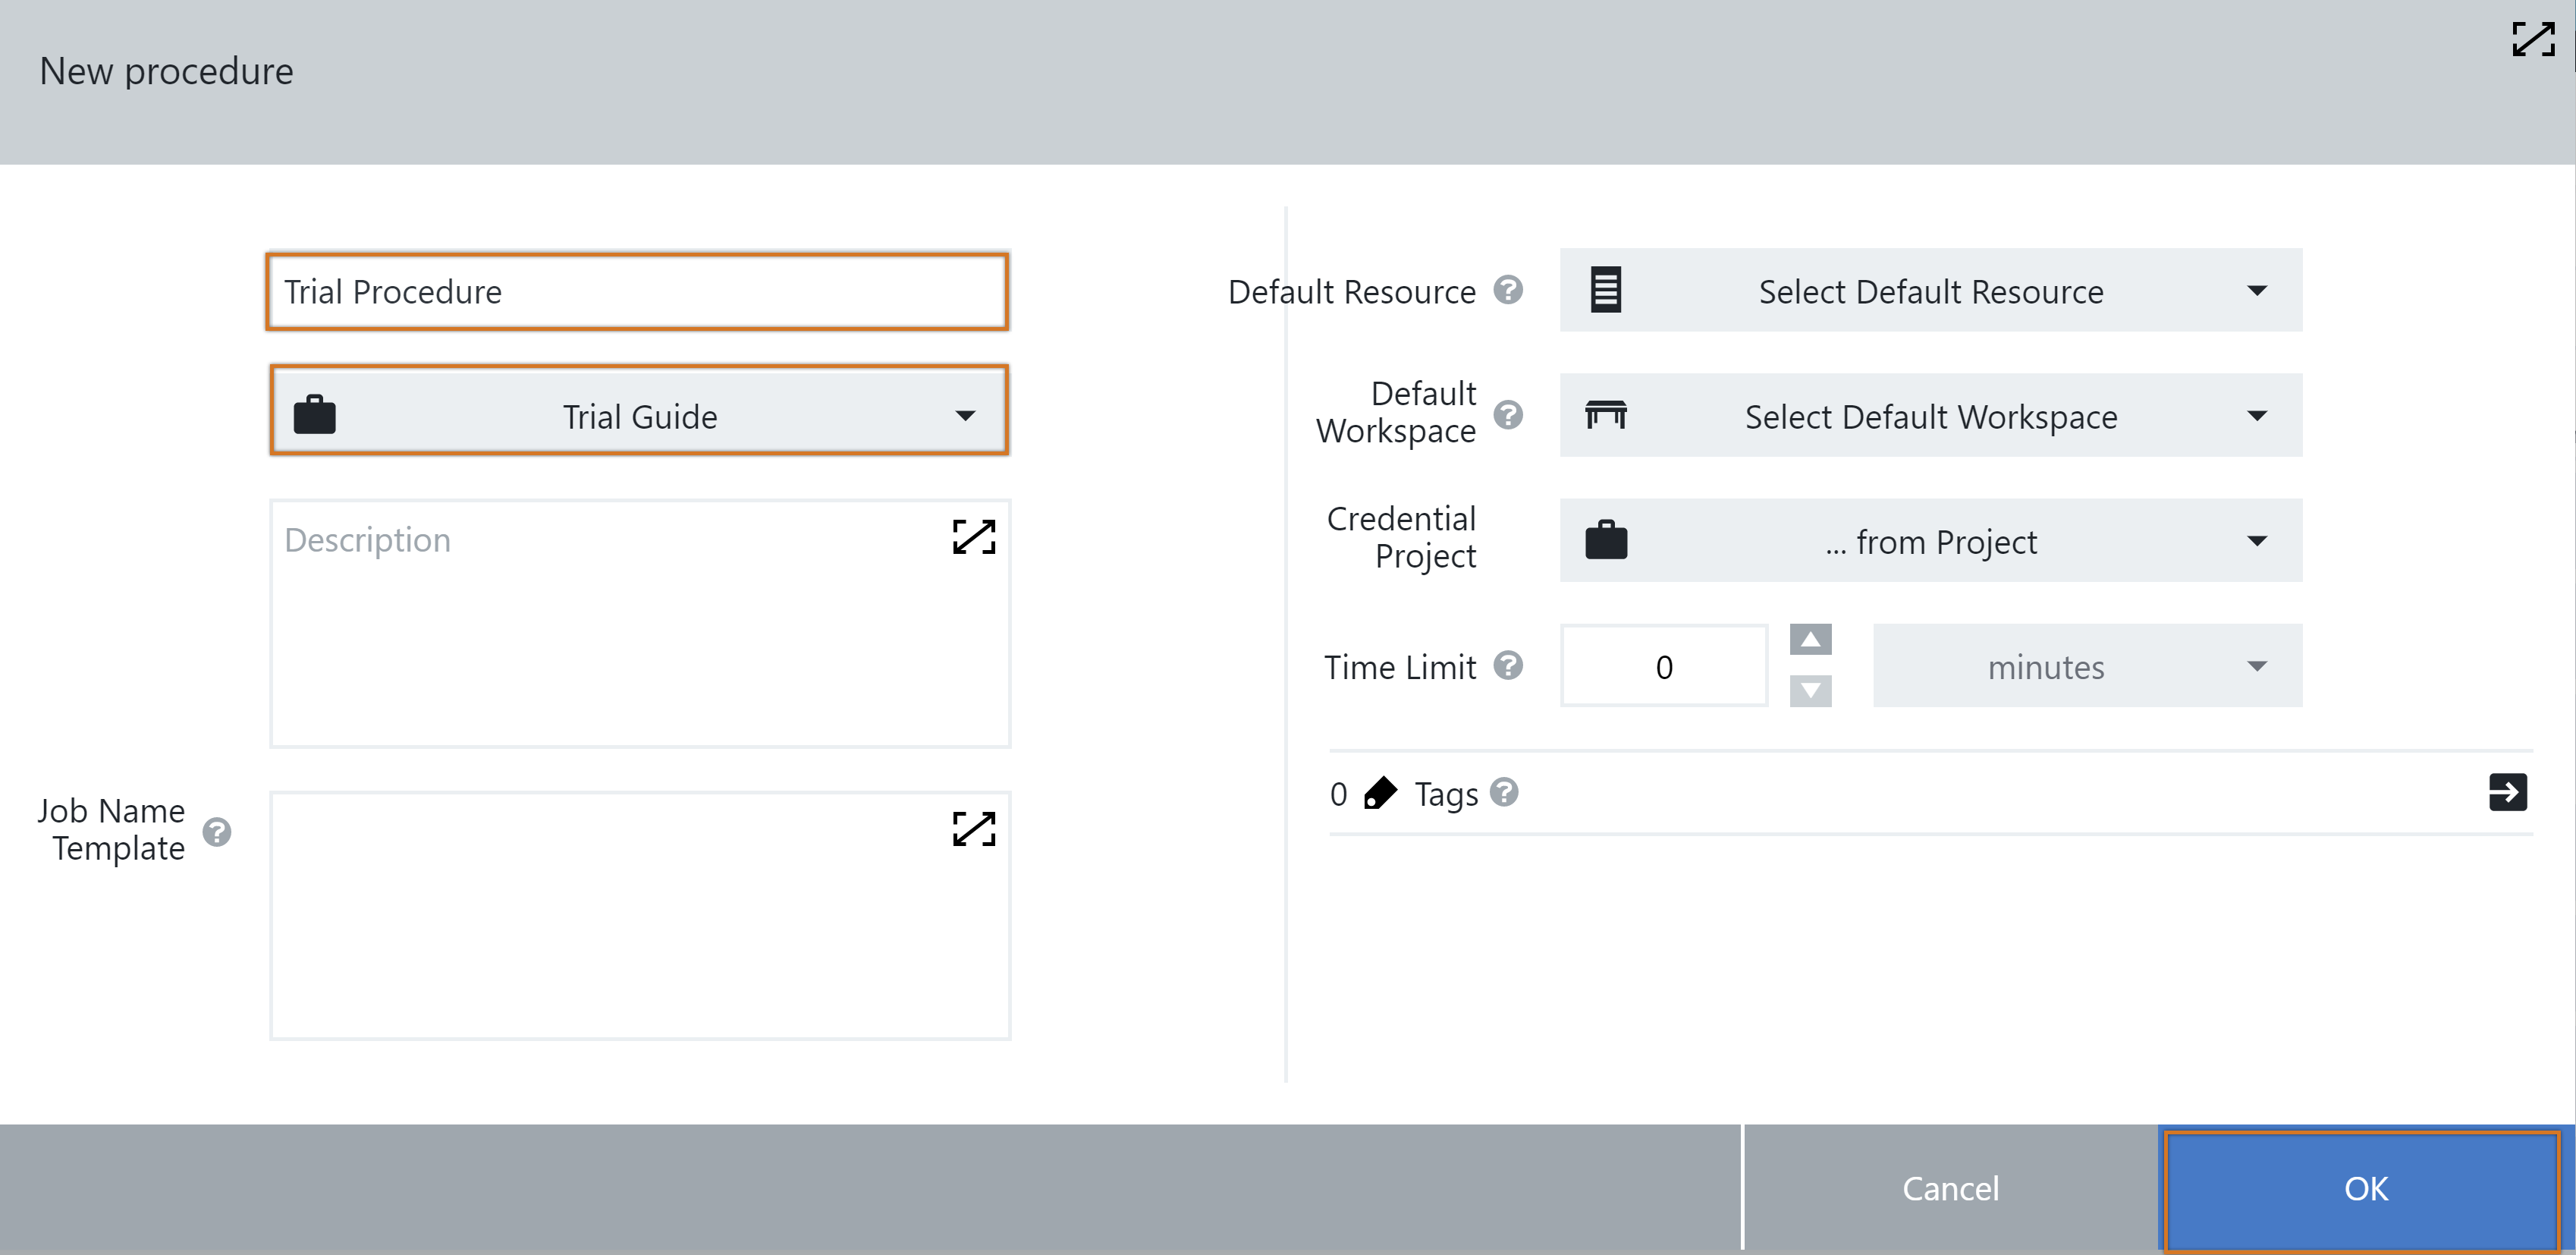 New procedure
Trial Procedure
Trial Guide
Description
Job Name
Template
Default Resource
Select Default Resource
Default
Workspace
Select Default Workspace
Credential
Project
... from Project
Time Limit
0
minutes
0 Tags
Cancel
OK